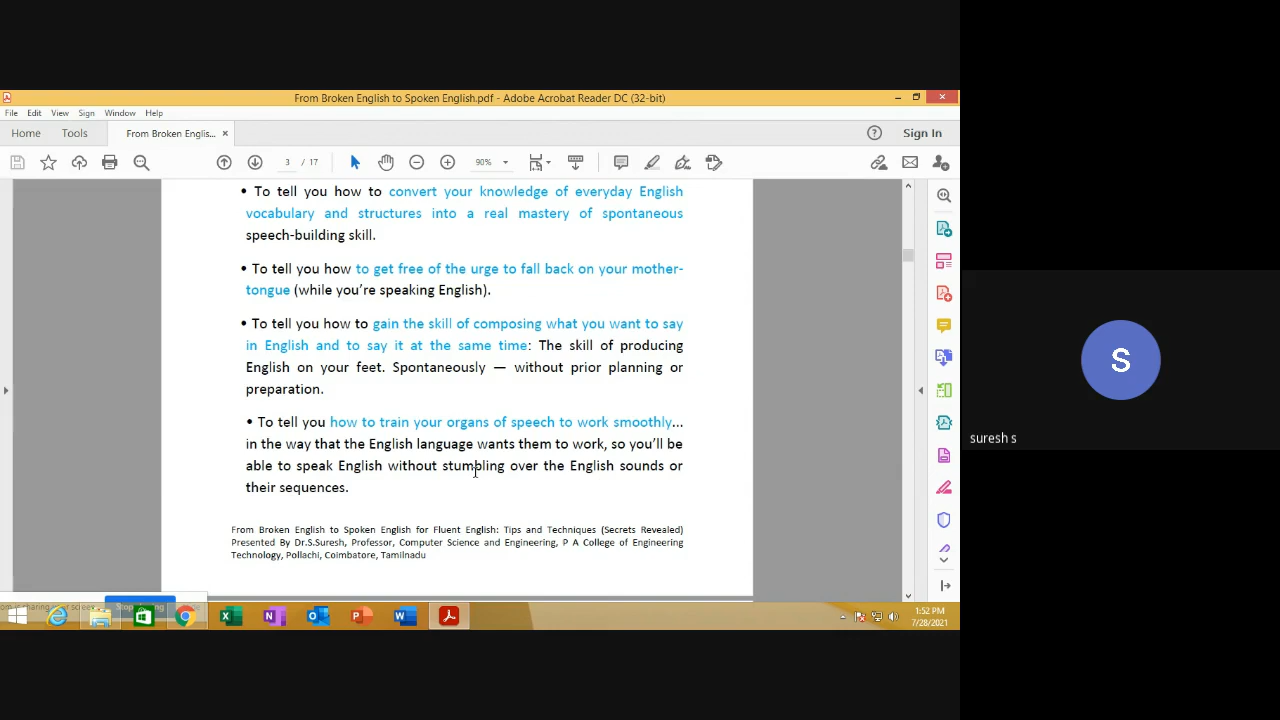 From Broken English to Spoken English.pdf - Adobe Acrobat Reader DC (32-bit)
File Edit View Sign Window Help
Home Tools From Broken Englis... × Sign In
3 / 17 90%
• To tell you how to convert your knowledge of everyday English
vocabulary and structures into a real mastery of spontaneous
speech-building skill.
• To tell you how to get free of the urge to fall back on your mother-
tongue (while you're speaking English).
• To tell you how to gain the skill of composing what you want to say
in English and to say it at the same time: The skill of producing
English on your feet. Spontaneously — without prior planning or
preparation.
• To tell you how to train your organs of speech to work smoothly...
in the way that the English language wants them to work, so you'll be
able to speak English without stumbling over the English sounds or
their sequences.
From Broken English to Spoken English for Fluent English: Tips and Techniques (Secrets Revealed)
Presented By Dr.S.Suresh, Professor, Computer Science and Engineering, P A College of Engineering
Technology, Pollachi, Coimbatore, Tamilnadu
S
suresh s
1:52 PM
7/28/2021